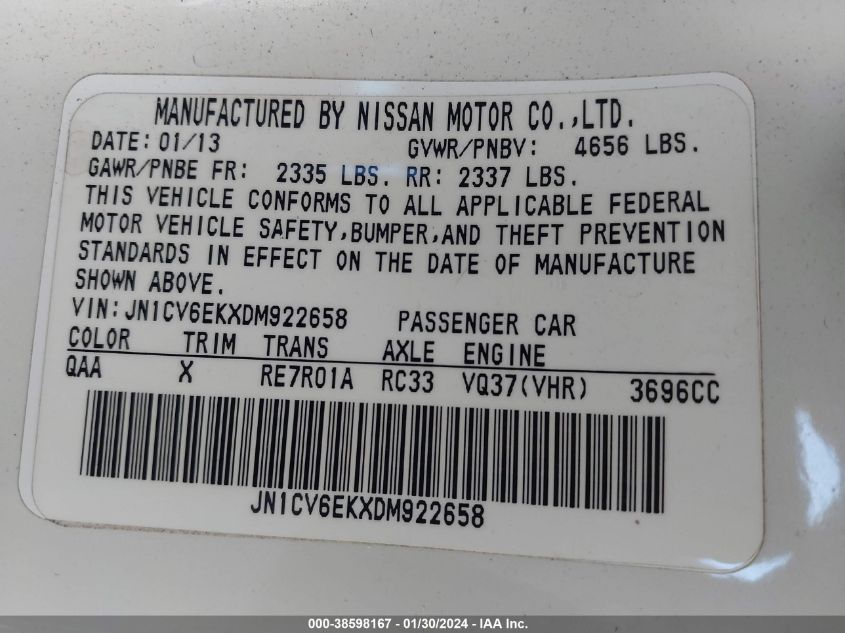 MANUFACTURED BY NISSAN MOTOR CO.,LTD.
DATE: 01/13 GVWR/PNBV: 4656 LBS.
GAWR/PNBE FR: 2335 LBS. RR: 2337 LBS.
THIS VEHICLE CONFORMS TO ALL APPLICABLE FEDERAL
MOTOR VEHICLE SAFETY,BUMPER,AND THEFT PREVENTION
STANDARDS IN EFFECT ON THE DATE OF MANUFACTURE
SHOWN ABOVE.
VIN: JN1CV6EKXDM922658 PASSENGER CAR
COLOR TRIM TRANS AXLE ENGINE
QAA X RE7R01A RC33 VQ37(VHR) 3696CC
JN1CV6EKXDM922658
000-38598167 - 01/30/2024 - IAA Inc.